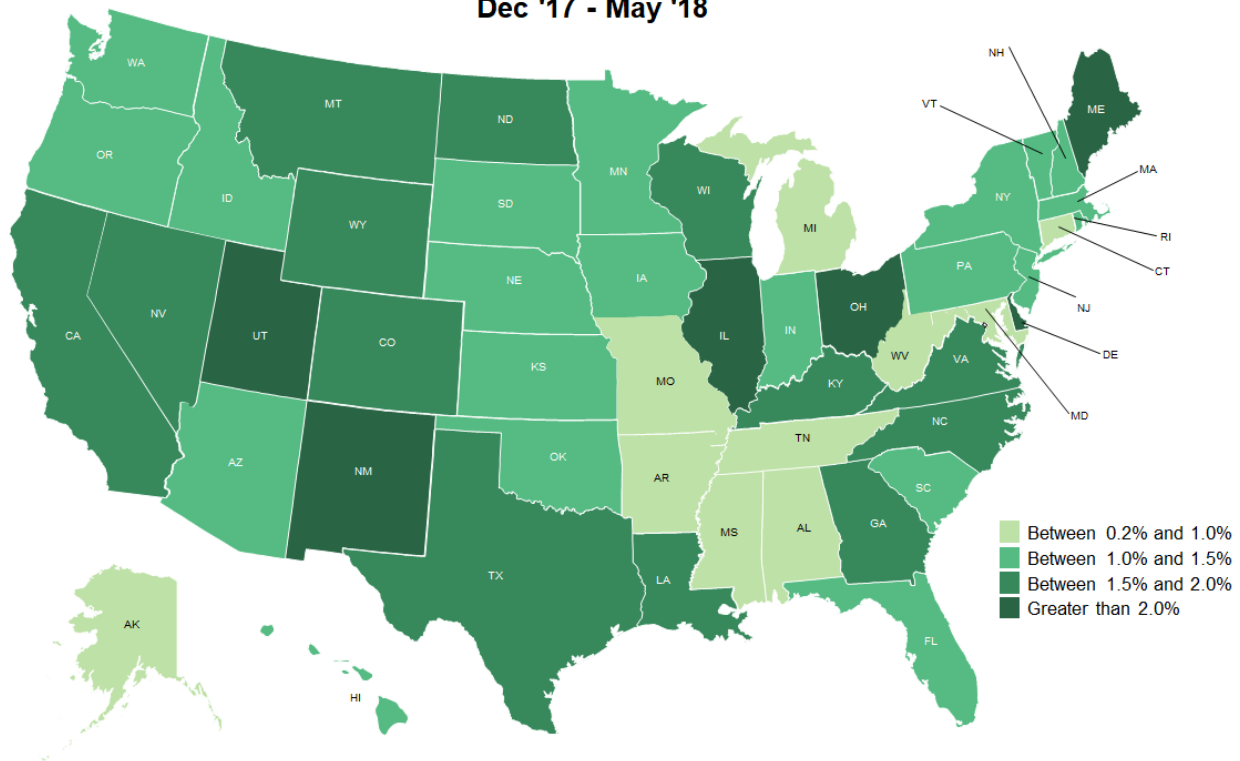 Dec '17 - May '18
NH
WA
VT
ME
MT
ND
OR
MN
MA
ID
SD
WI
NY
WY
MI
RI
PA
CT
NE
IA
NJ
NV
OH
CA
UT
CO
IL
IN
DE
WV
VA
KS
MO
KY
MD
NC
TN
AZ
NM
OK
AR
SC
MS
AL
GA
Between 0.2% and 1.0%
Between 1.0% and 1.5%
TX
LA
Between 1.5% and 2.0%
Greater than 2.0%
AK
FL
HI